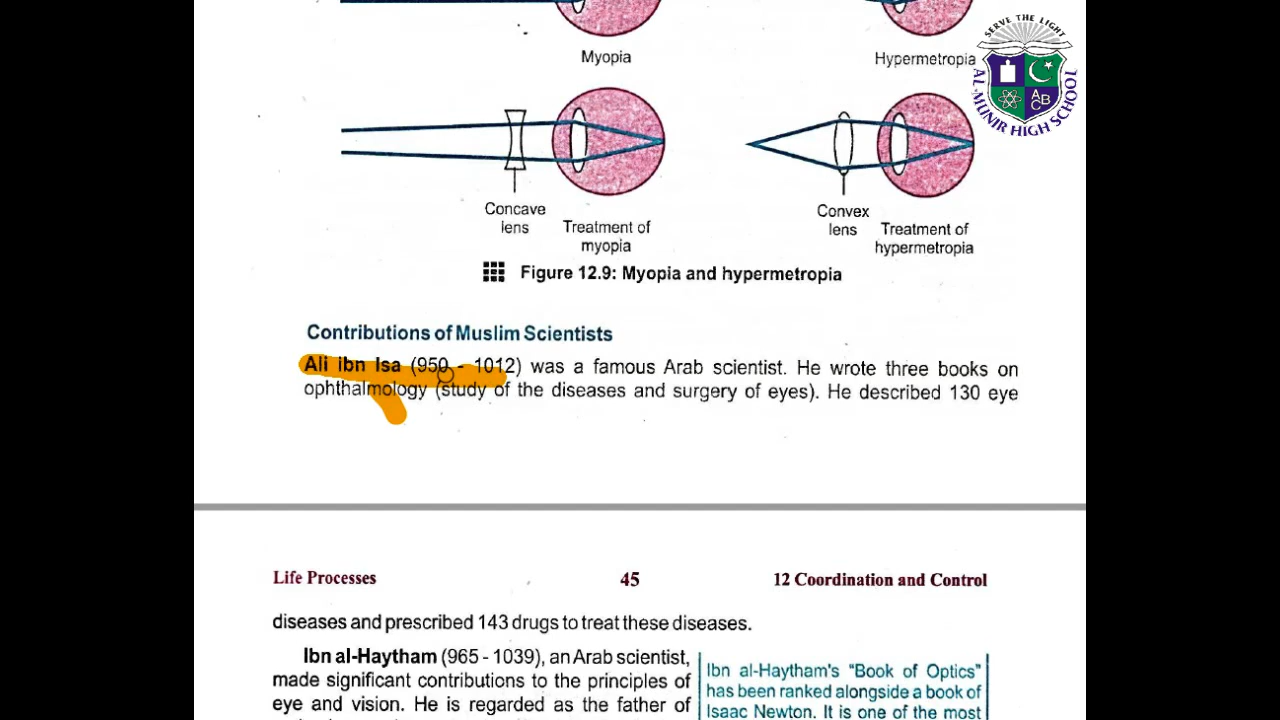 SERVE THE LIGHT
AL-MUNIR HIGH SCHOOL
A
B
C
Myopia
Hypermetropia
Concave
lens
Treatment of
myopia
Convex
lens
Treatment of
hypermetropia
Figure 12.9: Myopia and hypermetropia
Contributions of Muslim Scientists
Ali ibn Isa (950 - 1012) was a famous Arab scientist. He wrote three books on
ophthalmology (study of the diseases and surgery of eyes). He described 130 eye
Life Processes 45 12 Coordination and Control
diseases and prescribed 143 drugs to treat these diseases.
Ibn al-Haytham (965 - 1039), an Arab scientist,
made significant contributions to the principles of
eye and vision. He is regarded as the father of
Ibn al-Haytham's "Book of Optics"
has been ranked alongside a book of
Isaac Newton. It is one of the most